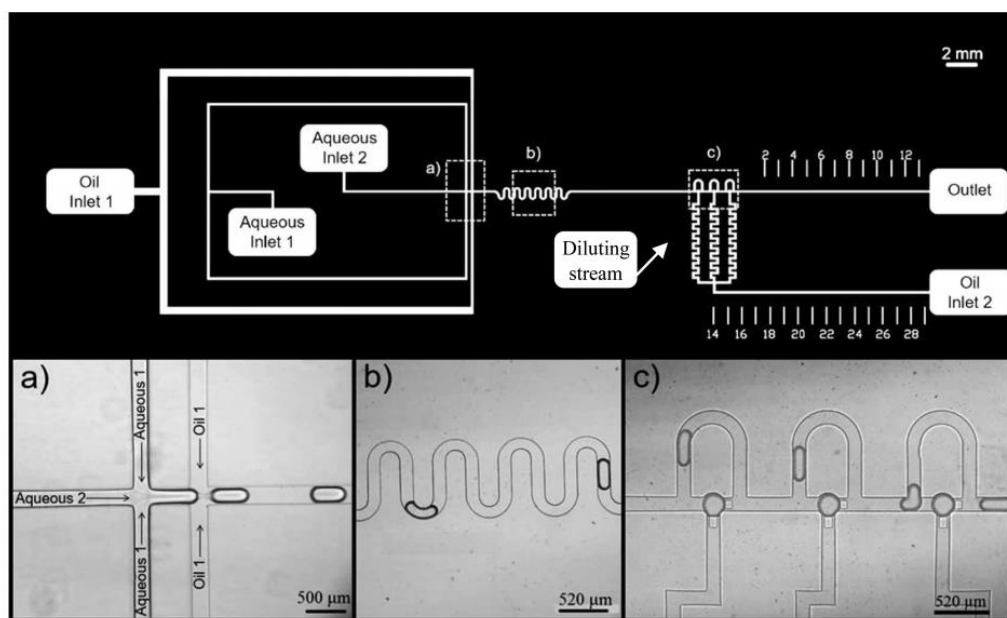 2 mm
Aqueous
Inlet 2
a)
b)
c)
2 4 6 8 10 12
Oil
Inlet 1
Outlet
Aqueous
Inlet 1
Diluting
stream
Oil
Inlet 2
14 16 18 20 22 24 26 28
a)
Aqueous 1
Oil 1
Aqueous 2
Aqueous 1
Oil 1
500 μm
b)
520 μm
c)
520 μm